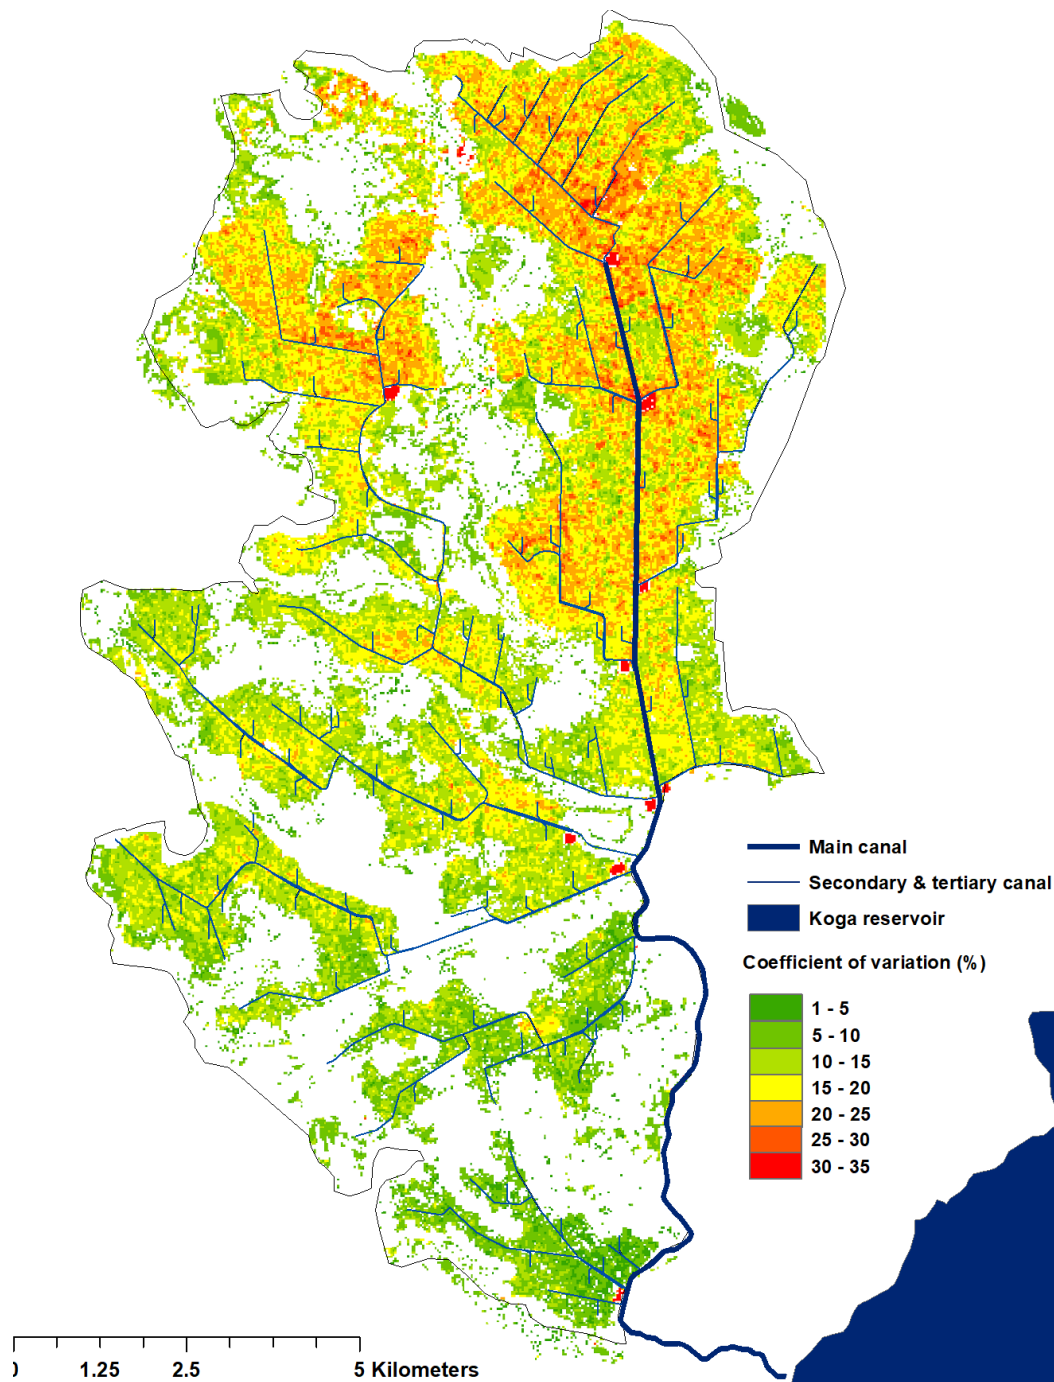 Main canal
Secondary & tertiary canal
Koga reservoir
Coefficient of variation (%)
1 - 5
5 - 10
10 - 15
15 - 20
20 - 25
25 - 30
30 - 35
0 1.25 2.5 5 Kilometers